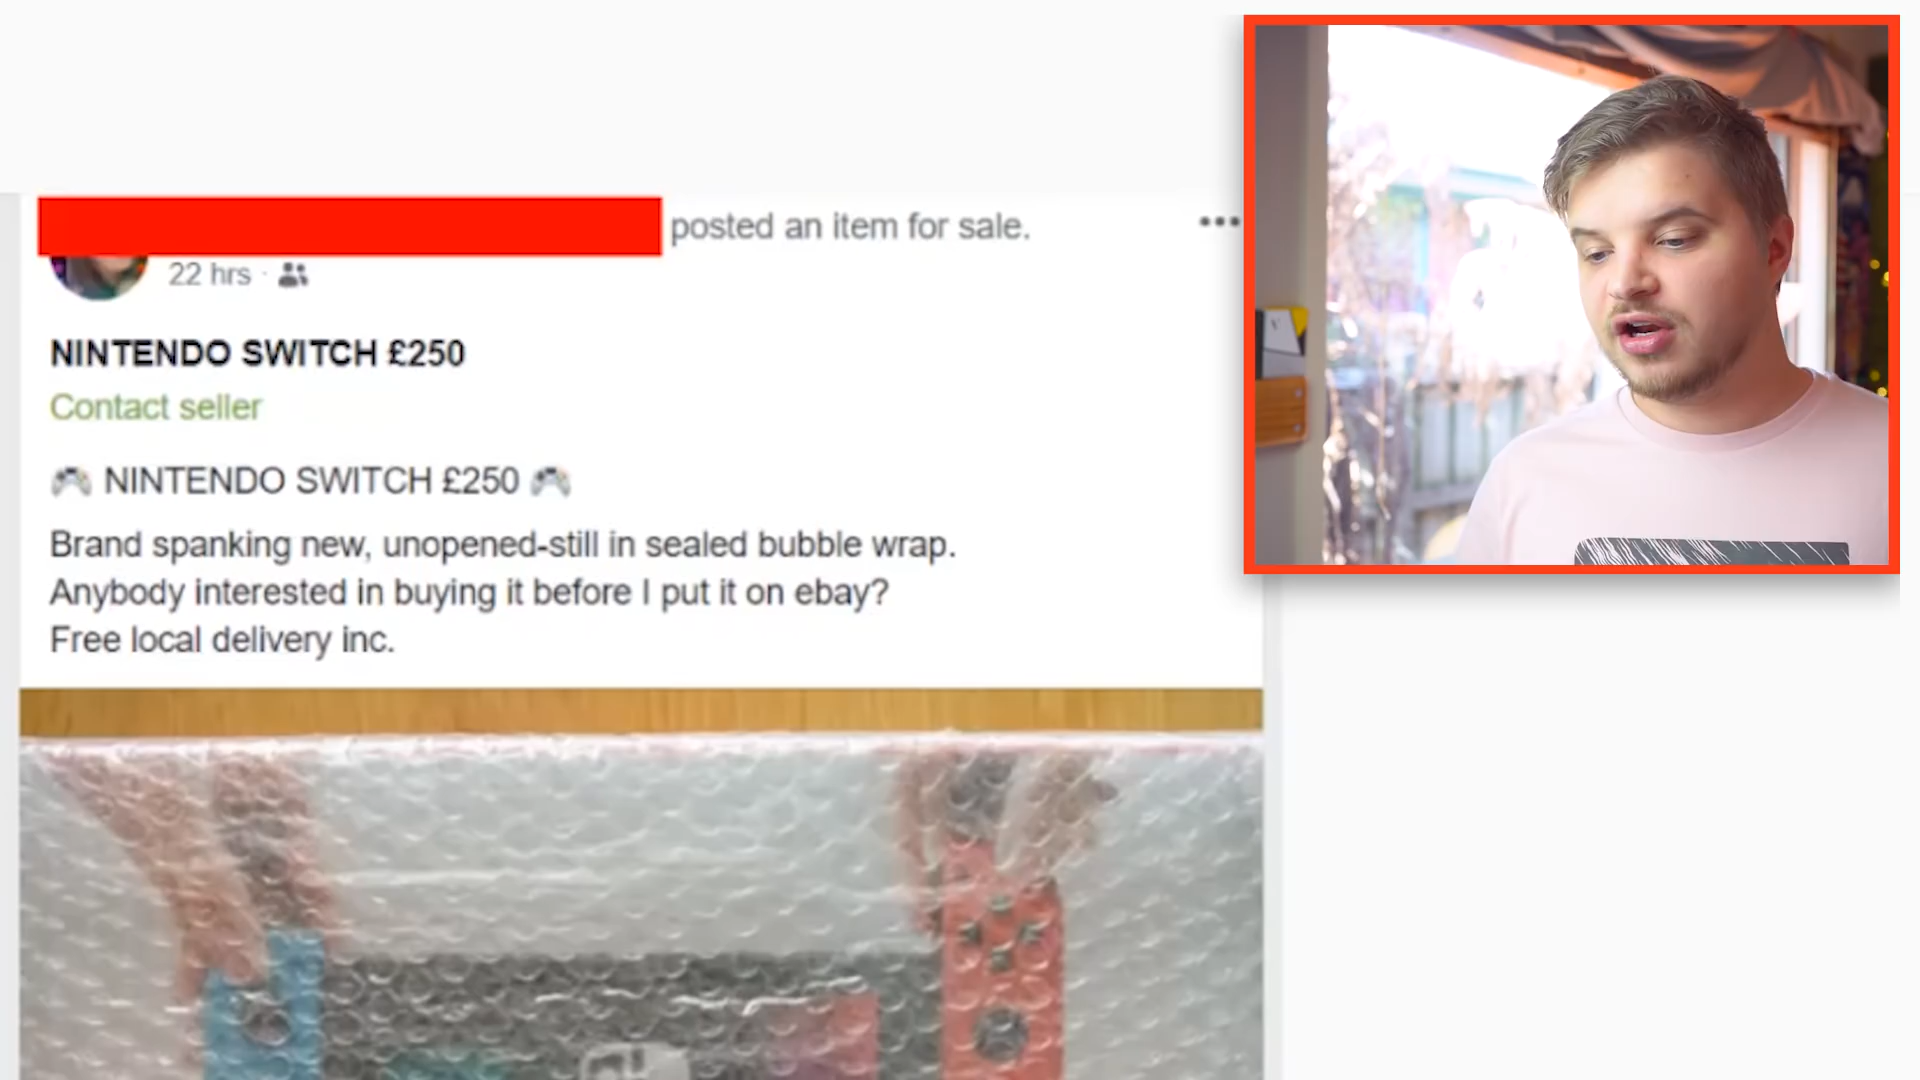 posted an item for sale.
22 hrs ·
NINTENDO SWITCH £250
Contact seller
🎮 NINTENDO SWITCH £250 🎮
Brand spanking new, unopened-still in sealed bubble wrap.
Anybody interested in buying it before I put it on ebay?
Free local delivery inc.